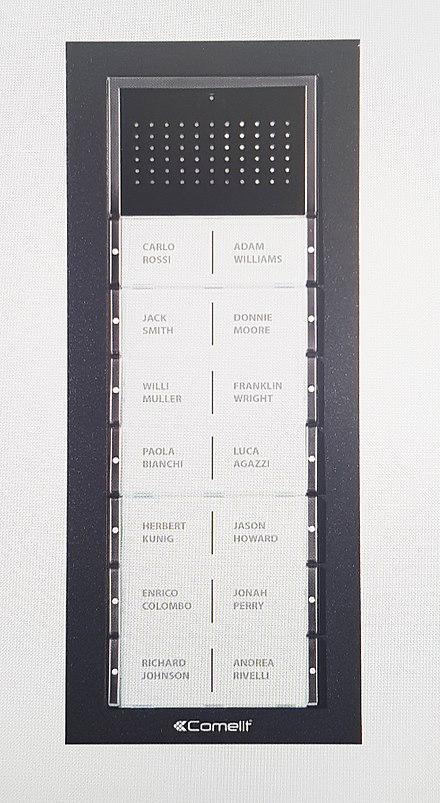 CARLO
ROSSI
ADAM
WILLIAMS
JACK
SMITH
DONNIE
MOORE
WILLI
MULLER
FRANKLIN
WRIGHT
PAOLA
BIANCHI
LUCA
AGAZZI
HERBERT
KUNIG
JASON
HOWARD
ENRICO
COLOMBO
JONAH
PERRY
RICHARD
JOHNSON
ANDREA
RIVELLI
Comelit